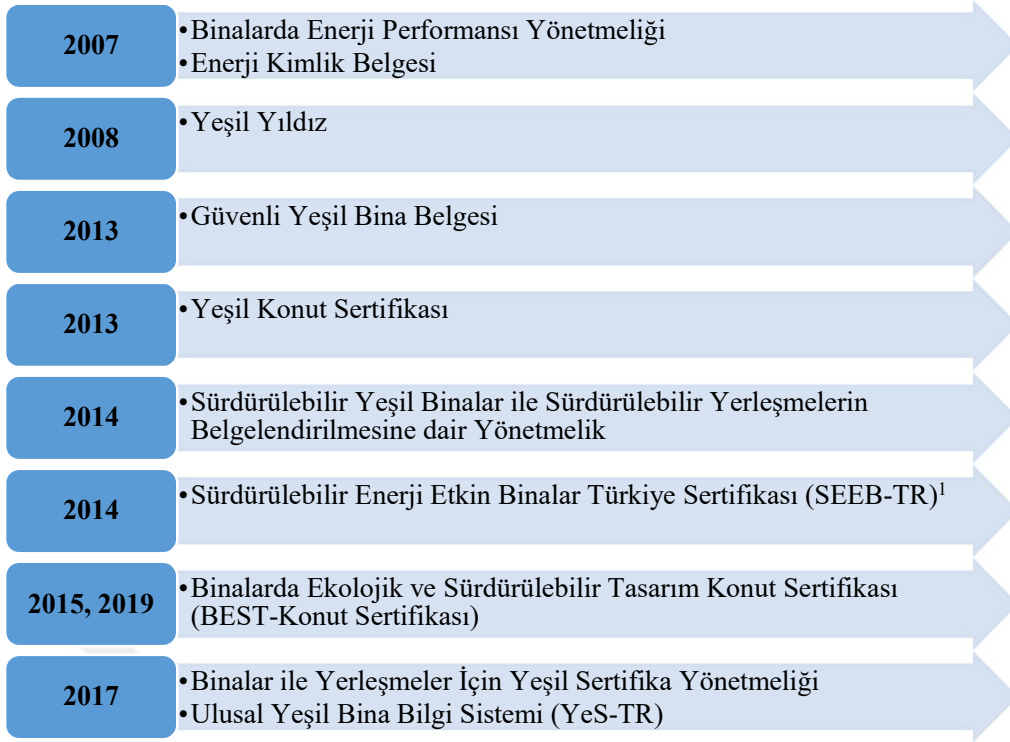 2007
•Binalarda Enerji Performansı Yönetmeliği
•Enerji Kimlik Belgesi
2008
•Yeşil Yıldız
2013
•Güvenli Yeşil Bina Belgesi
2013
•Yeşil Konut Sertifikası
2014
•Sürdürülebilir Yeşil Binalar ile Sürdürülebilir Yerleşmelerin
Belgelendirilmesine dair Yönetmelik
2014
•Sürdürülebilir Enerji Etkin Binalar Türkiye Sertifikası (SEEB-TR)¹
2015, 2019
•Binalarda Ekolojik ve Sürdürülebilir Tasarım Konut Sertifikası
(BEST-Konut Sertifikası)
2017
•Binalar ile Yerleşmeler İçin Yeşil Sertifika Yönetmeliği
•Ulusal Yeşil Bina Bilgi Sistemi (YeS-TR)